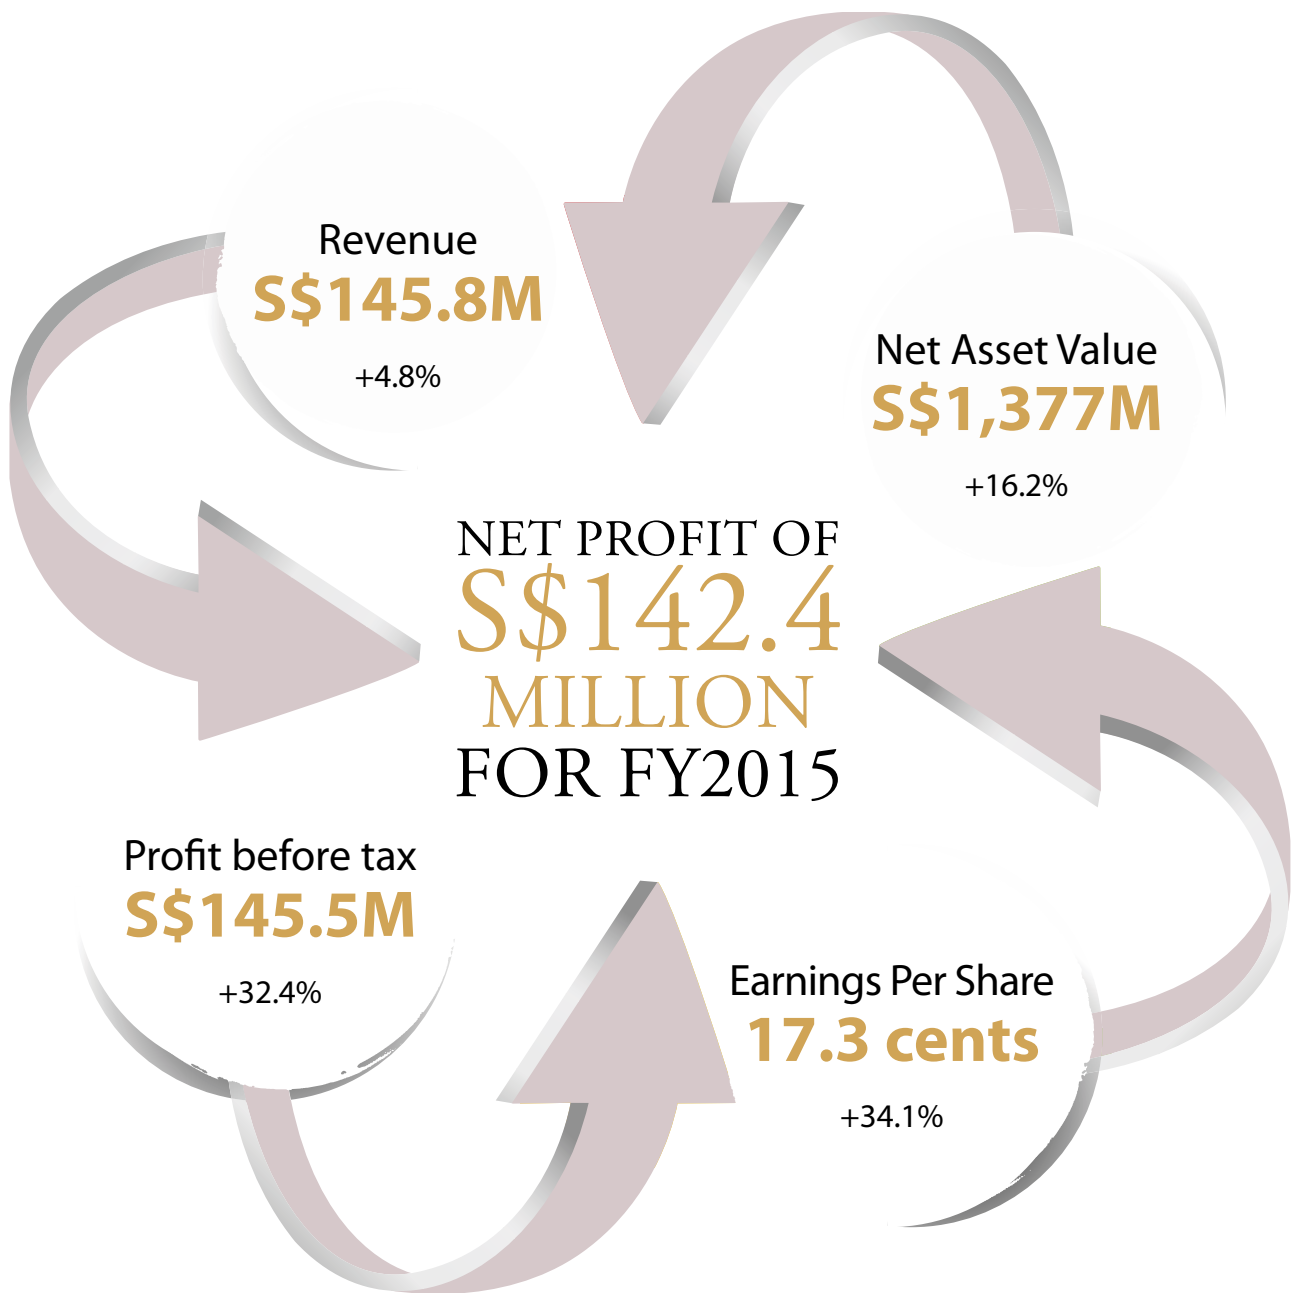 Revenue
S$145.8M
+4.8%
Net Asset Value
S$1,377M
+16.2%
NET PROFIT OF
S$142.4
MILLION
FOR FY2015
Profit before tax
S$145.5M
+32.4%
Earnings Per Share
17.3 cents
+34.1%